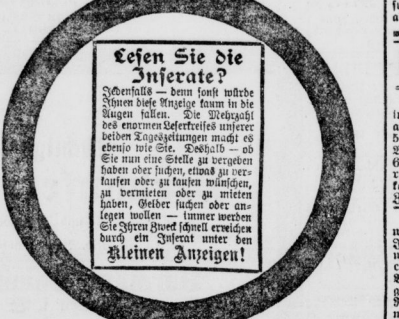 Lesen Sie die
Inserate?
Jedenfalls — denn sonst würde
Ihnen diese Anzeige kaum in die
Augen fallen. Die Mehrzahl
des enormen Leserkreises unserer
beiden Tageszeitungen macht es
ebenso wie Sie. Deshalb — ob
Sie nun eine Stelle zu vergeben
haben oder suchen, etwas zu ver-
kaufen oder zu kaufen wünschen,
zu vermieten oder zu mieten
haben, Gelder suchen oder an-
legen wollen — immer werden
Sie Ihren Zweck schnell erreichen
durch ein Inserat unter den
Kleinen Anzeigen!